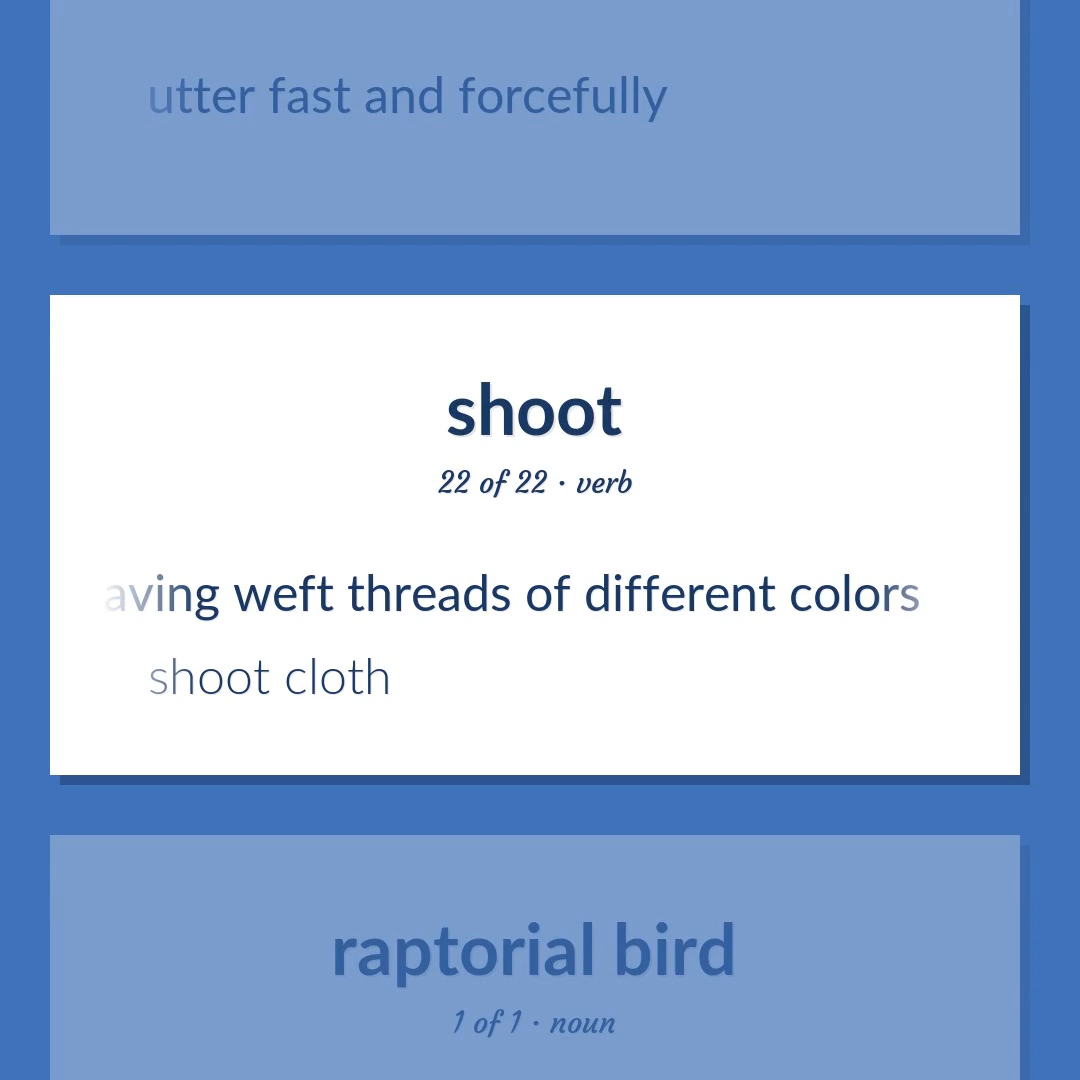 utter fast and forcefully
shoot
22 of 22 · verb
aving weft threads of different colors
shoot cloth
raptorial bird
1 of 1 · noun